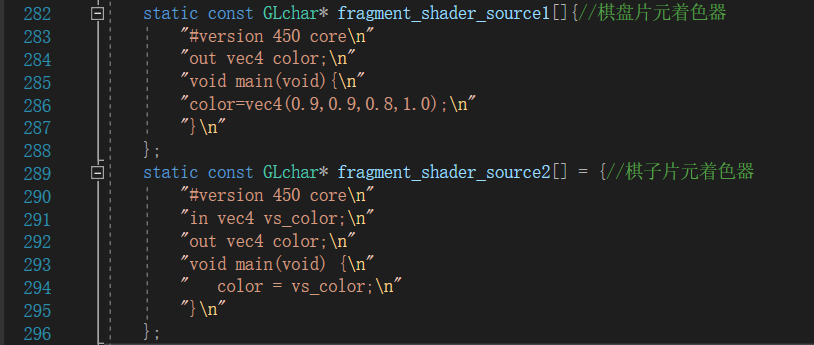 282 static const GLchar* fragment_shader_source1[]{//棋盘片元着色器
283 "#version 450 core\n"
284 "out vec4 color;\n"
285 "void main(void){\n"
286 "color=vec4(0.9,0.9,0.8,1.0);\n"
287 "}\n"
288 };
289 static const GLchar* fragment_shader_source2[] = {//棋子片元着色器
290 "#version 450 core\n"
291 "in vec4 vs_color;\n"
292 "out vec4 color;\n"
293 "void main(void) {\n"
294 "   color = vs_color;\n"
295 "}\n"
296 };